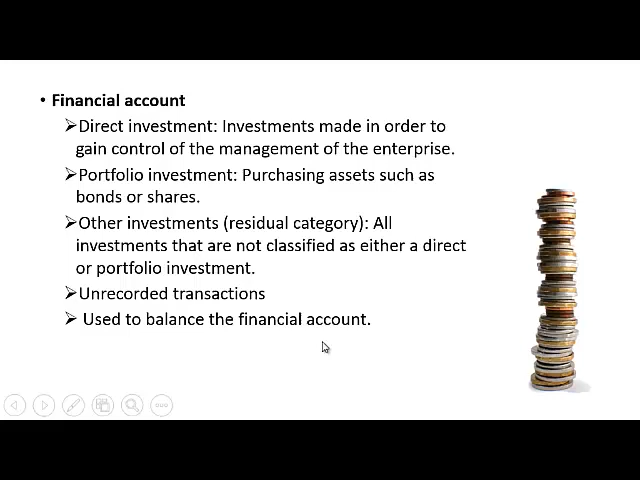 • Financial account
➢Direct investment: Investments made in order to
gain control of the management of the enterprise.
➢Portfolio investment: Purchasing assets such as
bonds or shares.
➢Other investments (residual category): All
investments that are not classified as either a direct
or portfolio investment.
➢Unrecorded transactions
➢ Used to balance the financial account.